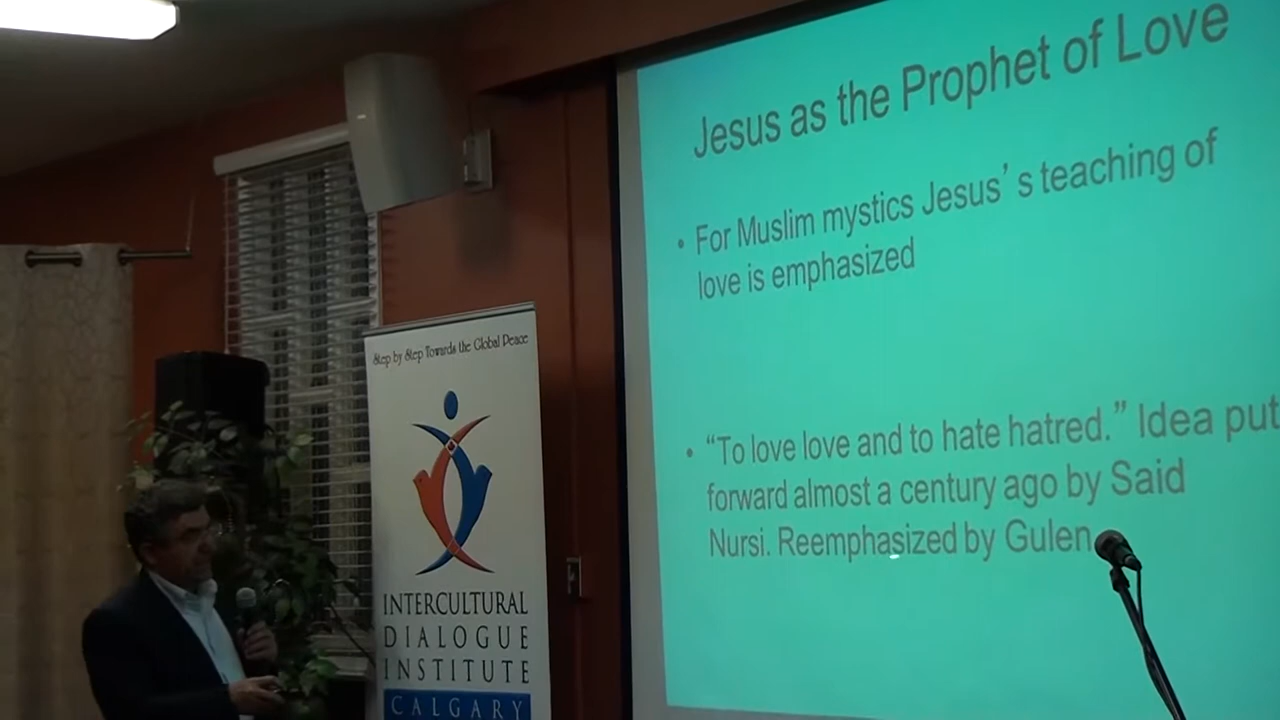 Step by Step Towards the Global Peace
INTERCULTURAL
DIALOGUE
INSTITUTE
CALGARY
Jesus as the Prophet of Love
• For Muslim mystics Jesus’ s teaching of
love is emphasized
• “To love love and to hate hatred.” Idea put
forward almost a century ago by Said
Nursi. Reemphasized by Gulen